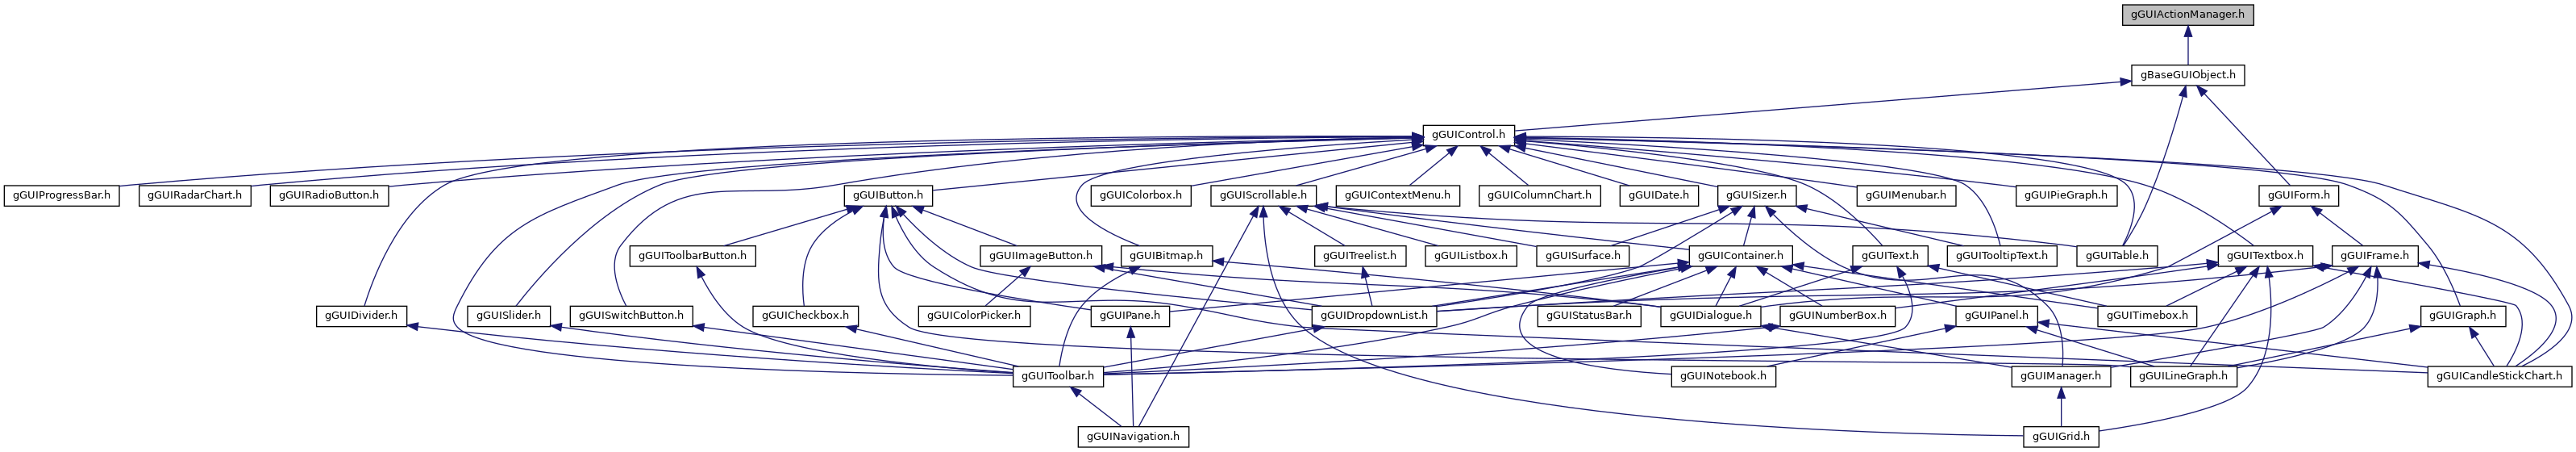 gGUIActionManager.h
gBaseGUIObject.h
gGUIControl.h
gGUIProgressBar.h
gGUIRadarChart.h
gGUIRadioButton.h
gGUIButton.h
gGUIColorbox.h
gGUIScrollable.h
gGUIContextMenu.h
gGUIColumnChart.h
gGUIDate.h
gGUISizer.h
gGUIMenubar.h
gGUIPieGraph.h
gGUIForm.h
gGUIToolbarButton.h
gGUIImageButton.h
gGUIBitmap.h
gGUITreelist.h
gGUIListbox.h
gGUISurface.h
gGUIContainer.h
gGUIText.h
gGUITooltipText.h
gGUITable.h
gGUITextbox.h
gGUIFrame.h
gGUIDivider.h
gGUISlider.h
gGUISwitchButton.h
gGUICheckbox.h
gGUIColorPicker.h
gGUIPane.h
gGUIDropdownList.h
gGUIStatusBar.h
gGUIDialogue.h
gGUINumberBox.h
gGUIPanel.h
gGUITimebox.h
gGUIGraph.h
gGUIToolbar.h
gGUINotebook.h
gGUIManager.h
gGUILineGraph.h
gGUICandleStickChart.h
gGUINavigation.h
gGUIGrid.h